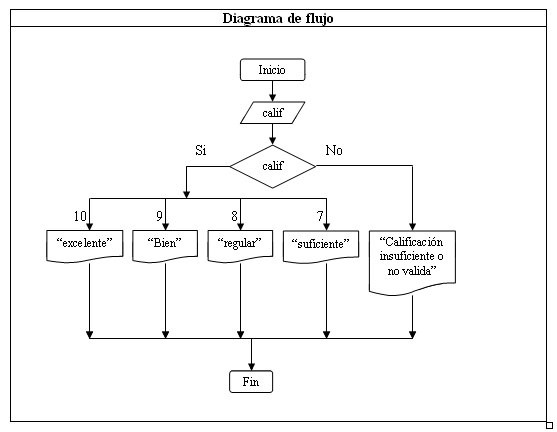 Diagrama de flujo
Inicio
calif
Si
calif
No
10
9
8
7
“excelente”
“Bien”
“regular”
“suficiente”
“Calificación
insuficiente o
no valida”
Fin